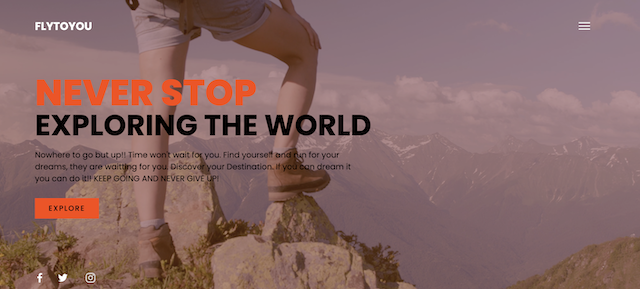 FLYTOYOU
NEVER STOP
EXPLORING THE WORLD
Nowhere to go but up!! Time won't wait for you. Find yourself and run for your
dreams, they are waitting for you. Discover your Destination. If you can dream it
you can do it!! KEEP GOING AND NEVER GIVE UP!
EXPLORE